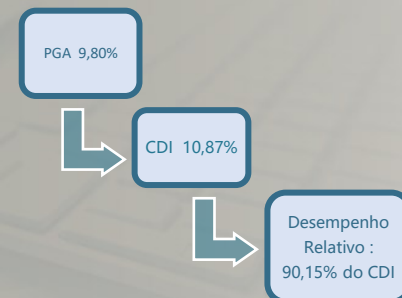 PGA 9,80%
CDI 10,87%
Desempenho
Relativo :
90,15% do CDI